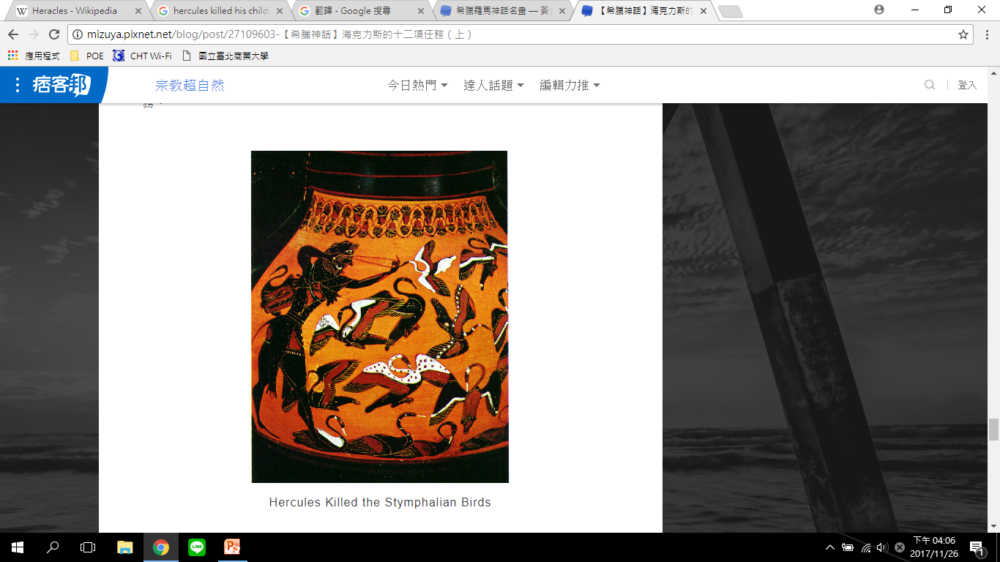 Heracles - Wikipedia
hercules killed his child
翻譯 - Google 搜尋
希臘羅馬神話名畫 — 黃
【希臘神話】海克力斯的
mizuya.pixnet.net/blog/post/27109603-【希臘神話】海克力斯的十二項任務（上）
應用程式 POE CHT Wi-Fi 國立臺北商業大學
痞客邦 宗教超自然 今日熱門 達人話題 編輯力推 登入
Hercules Killed the Stymphalian Birds
下午 04:06
2017/11/26
1